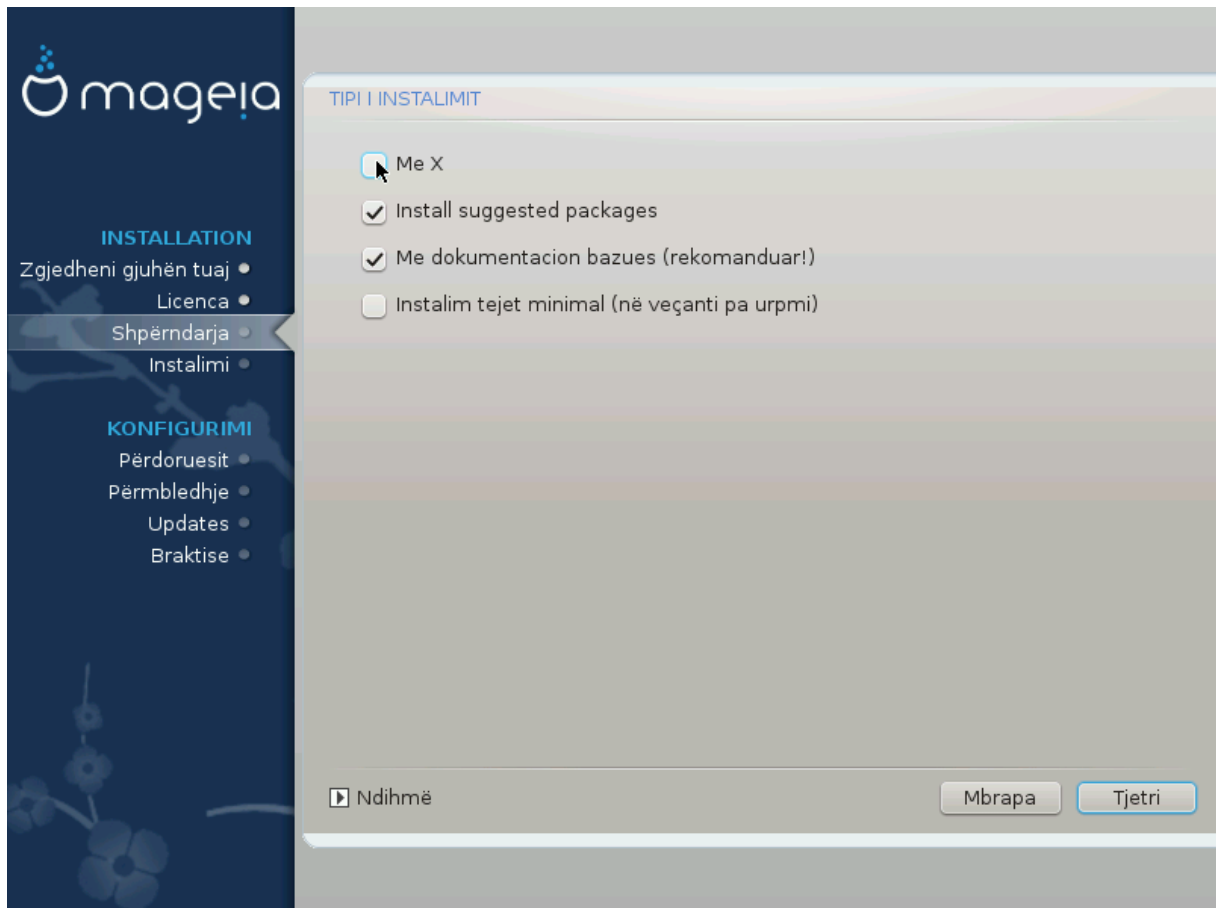 mageia
INSTALLATION
Zgjedheni gjuhën tuaj
Licenca
Shpërndarja
Instalimi
KONFIGURIMI
Përdoruesit
Përmbledhje
Updates
Braktise
TIPI I INSTALIMIT
Me X
Install suggested packages
Me dokumentacion bazues (rekomanduar!)
Instalim tejet minimal (në veçanti pa urpmi)
Ndihmë
Mbrapa
Tjetri